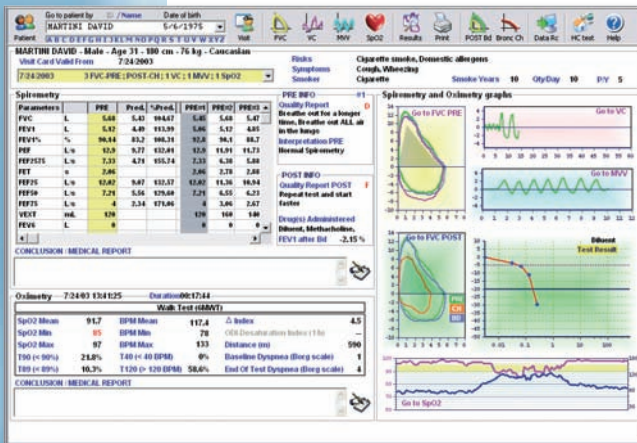 Go to patient by ID / Name Date of birth
MARTINI DAVID 5/6/1975
Patient A B C D E F G H I J K L M N O P Q R S T U V W X Y Z Visit FVC VC MVV SpO2 Results Print POST Bd Bronc Ch Data Rc HC text Help
MARTINI DAVID - Male - Age 31 - 180 cm - 76 kg - Caucasian
Visit Card Valid From 7/24/2003
7/24/2003 3 FVC-PRE ; POST-CH ; 1 VC ; 1 MVV ; 1 SpO2
Risks Cigarette smoke, Domestic allergens
Symptoms Cough, Wheezing
Smoker Cigarette Smoke Years 10 Qty/Day 10 P/Y 5
Spirometry
Parameters PRE Pred. %Pred. PRE#1 PRE#2 PRE#3
FVC L 5,68 5,43 104,67 5,45 5,68 5,47
FEV1 L 5,12 4,49 113,99 5,06 5,12 4,85
FEV1% % 90,14 83,2 108,31 92,8 90,1 88,7
PEF L/s 12,9 9,77 132,01 12,9 11,91 11,73
FEF2575 L/s 7,33 4,71 155,74 7,33 6,38 5,88
FET s 2,06 2,06 2,78 2,88
FEF25 L/s 12,02 9,07 132,57 12,02 11,36 10,94
FEF50 L/s 7,21 5,56 129,60 7,21 6,55 6,23
FEF75 L/s 4 2,34 171,06 4 3,06 2,67
VEXT mL 120 120 160 140
FEV6 L 0 0 0 0
PRE INFO #1
Quality Report D
Breathe out for a longer
time, Breathe out ALL air
in the lungs
Interpretation PRE
Normal Spirometry
POST INFO
Quality Report POST F
Repeat test and start
faster
Drug(s) Administered
Diluent, Methacholine,
FEV1 after Bd -2.15 %
CONCLUSION / MEDICAL REPORT
Spirometry and Oximetry graphs
Go to FVC PRE
Go to VC
Go to MVV
Go to FVC POST
PRE
CH
BD
Diluent
Test Result
Go to SpO2
Oximetry 7/24/03 13:41:25 Duration 00:17:44
Walk Test (6MWT)
SpO2 Mean 91.7 BPM Mean 117.4 Δ Index 4.5
SpO2 Min 85 BPM Min 78 ODI-Desaturation Index (1/h) --
SpO2 Max 97 BPM Max 133 Distance (m) 590
T90 (< 90%) 21.8% T40 (< 40 BPM) 0% Baseline Dyspnea (Borg scale) 1
T89 (< 89%) 10.3% T120 (> 120 BPM) 58.6% End Of Test Dyspnea (Borg scale) 4
CONCLUSION / MEDICAL REPORT